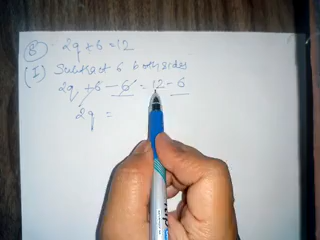 (B) 2q + 6 = 12
(I) Subtract 6 both sides
2q + 6 - 6 = 12 - 6
2q =